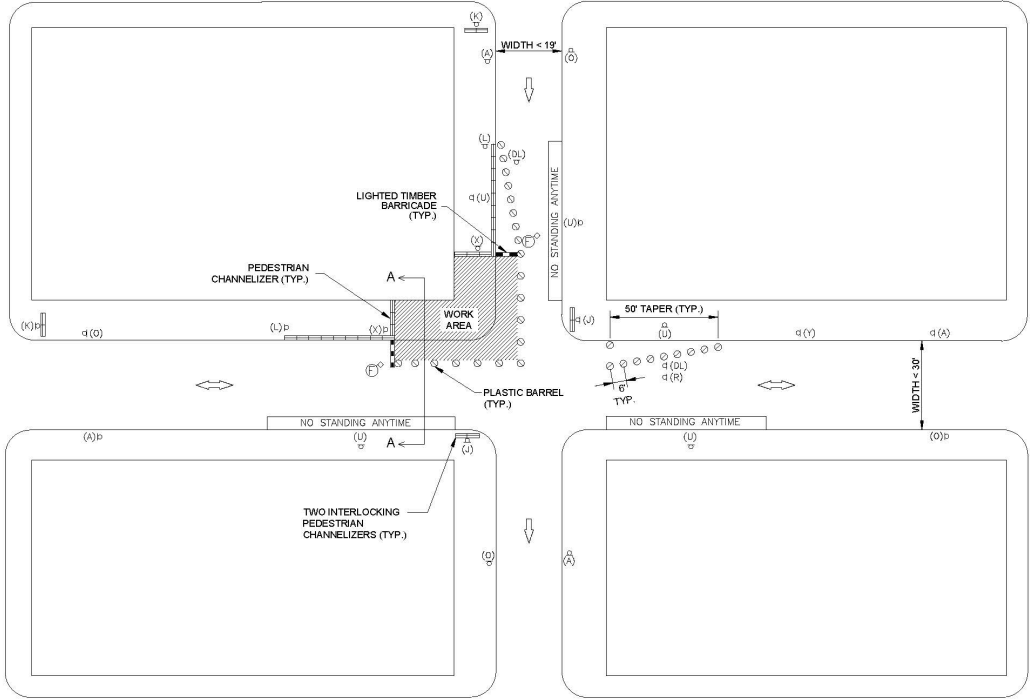 (K)
WIDTH < 19'
(A)
(O)
(L)
(DL)
LIGHTED TIMBER
BARRICADE
(TYP.)
(U)
NO STANDING ANYTIME
(U)
(X)
F
PEDESTRIAN
CHANNELIZER (TYP.)
A
WORK
AREA
50' TAPER (TYP.)
(K)
(O)
(L)
(X)
(J)
(U)
(Y)
(A)
F
(DL)
(R)
6'
TYP.
PLASTIC BARREL
(TYP.)
WIDTH < 30'
NO STANDING ANYTIME
NO STANDING ANYTIME
(A)
(U)
A
(J)
(U)
(O)
TWO INTERLOCKING
PEDESTRIAN
CHANNELIZERS (TYP.)
(O)
(A)